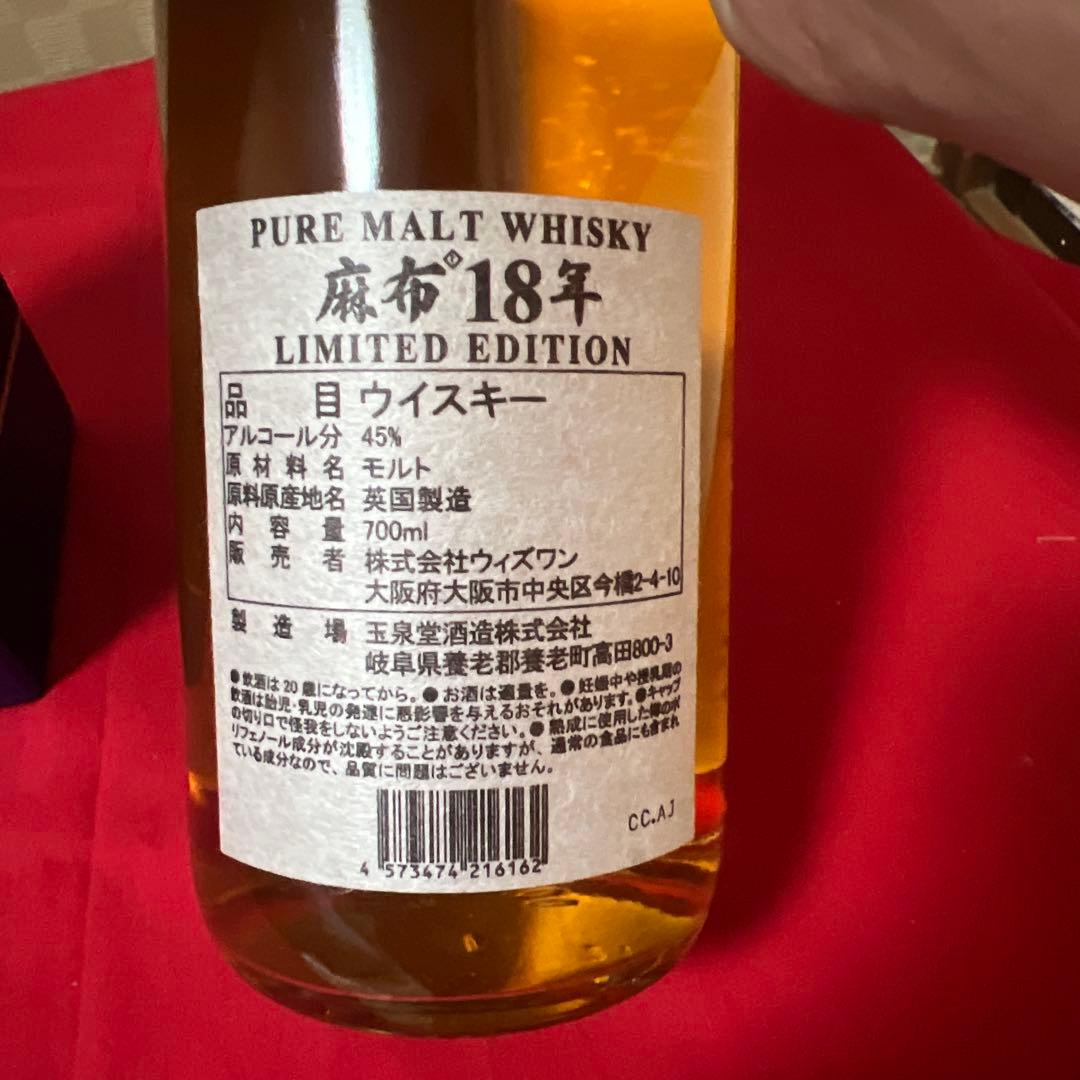 PURE MALT WHISKY
麻布 18年
LIMITED EDITION
品目 ウイスキー
アルコール分 45%
原材料名 モルト
原料原産地名 英国製造
内容量 700ml
販売者 株式会社ウィズワン
大阪府大阪市中央区今橋2-4-10
製造場 玉泉堂酒造株式会社
岐阜県養老郡養老町高田800-3
●飲酒は20歳になってから。●お酒は適量を。●妊娠中や授乳期の
飲酒は胎児・乳児の発達に悪影響を与えるおそれがあります。●キャップ
の切り口で怪我をしないようご注意ください。●熟成に使用した樽のポ
リフェノール成分が沈殿することがありますが、通常の食品にも含まれ
ている成分なので、品質に問題はございません。
CC.AJ
4 573474 216162